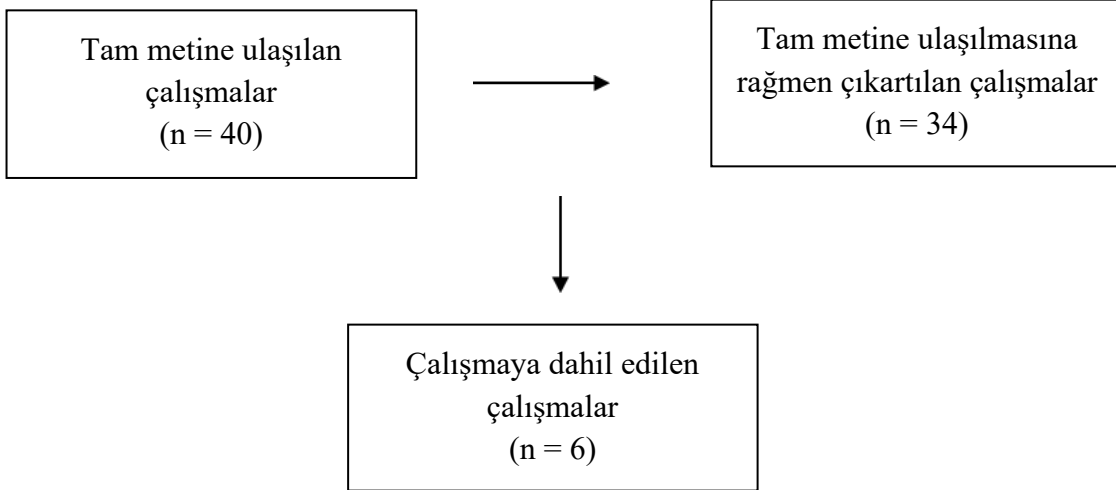 Tam metine ulaşılan
çalışmalar
(n = 40)
Tam metine ulaşılmasına
rağmen çıkartılan çalışmalar
(n = 34)
Çalışmaya dahil edilen
çalışmalar
(n = 6)